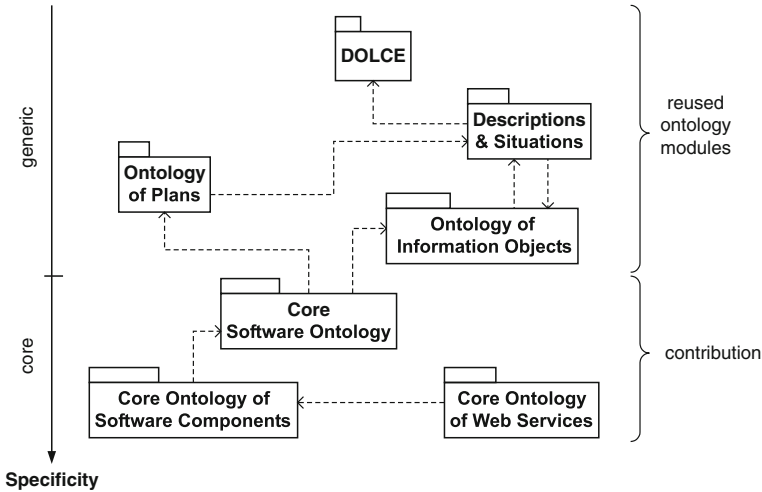 DOLCE
generic
Descriptions
& Situations
reused
ontology
modules
Ontology
of Plans
Ontology of
Information Objects
Core
Software Ontology
core
contribution
Core Ontology of
Software Components
Core Ontology
of Web Services
Specificity